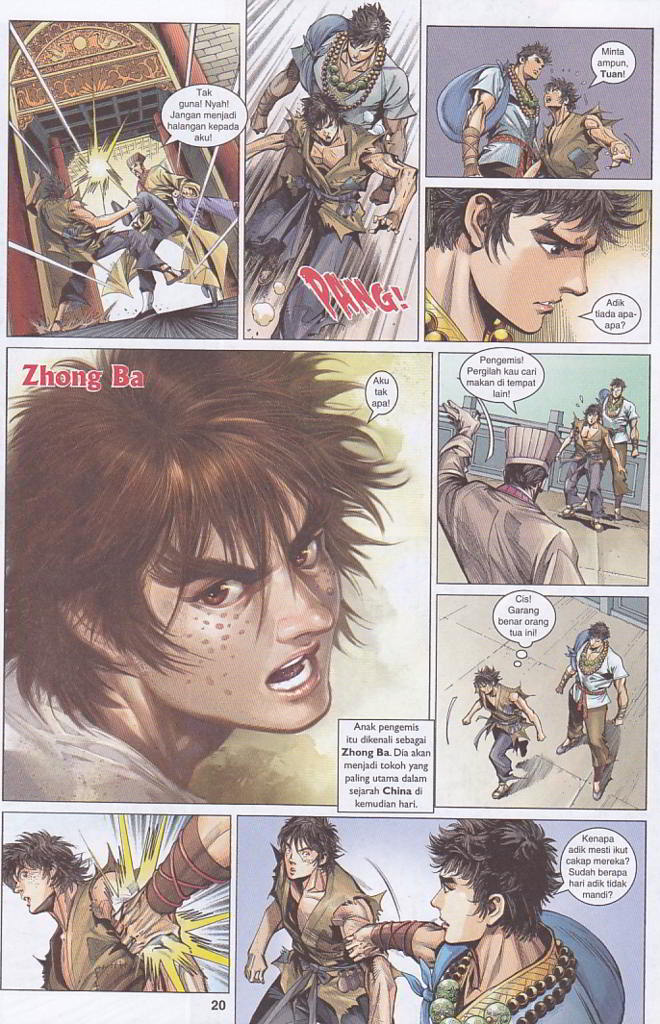 Tak
guna! Nyah!
Jangan menjadi
halangan kepada
aku!
PANG!
Minta
ampun,
Tuan!
Adik
tiada apa-
apa?
Zhong Ba
Aku
tak
apa!
Anak pengemis
itu dikenali sebagai
Zhong Ba. Dia akan
menjadi tokoh yang
paling utama dalam
sejarah China di
kemudian hari.
Pengemis!
Pergilah kau cari
makan di tempat
lain!
Cis!
Garang
benar orang
tua ini!
Kenapa
adik mesti ikut
cakap mereka?
Sudah berapa
hari adik tidak
mandi?
20